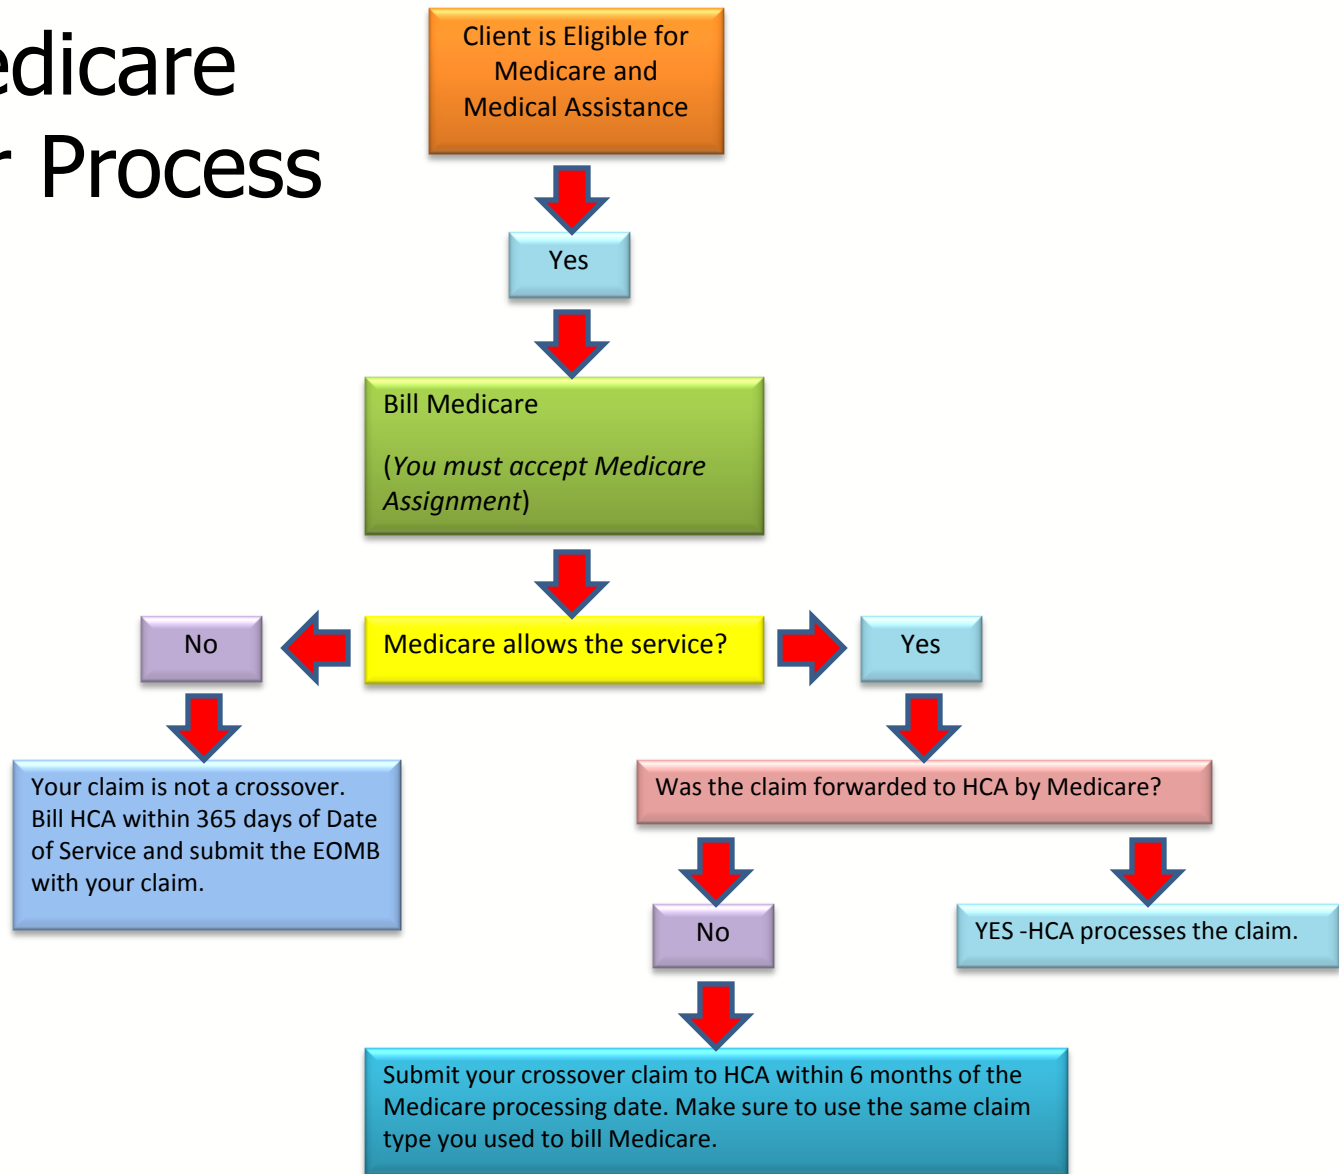 Process
Client is Eligible for
Medicare and
Medical Assistance
Yes
Bill Medicare
(You must accept Medicare
Assignment)
No
Medicare allows the service?
Yes
Your claim is not a crossover.
Bill HCA within 365 days of Date
of Service and submit the EOMB
with your claim.
Was the claim forwarded to HCA by Medicare?
No
YES -HCA processes the claim.
Submit your crossover claim to HCA within 6 months of the
Medicare processing date. Make sure to use the same claim
type you used to bill Medicare.